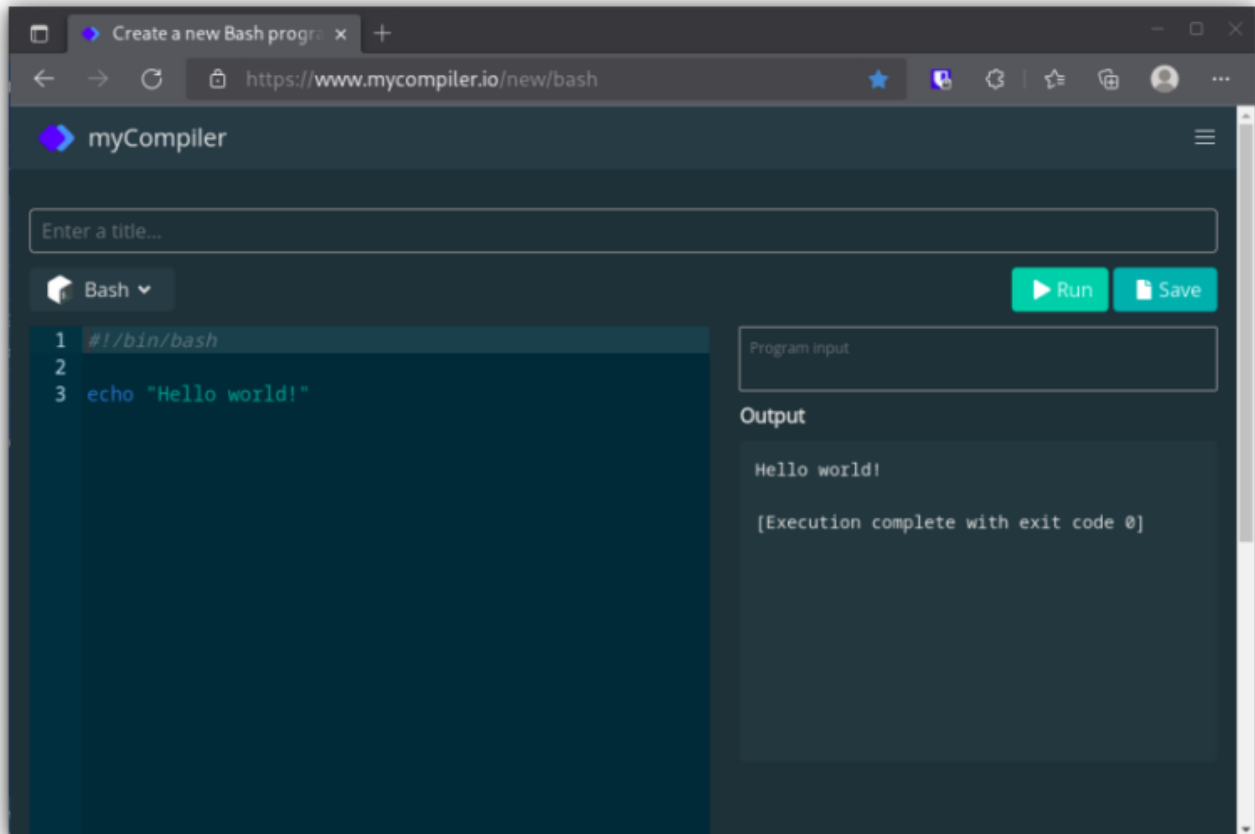 Create a new Bash progra
https://www.mycompiler.io/new/bash
myCompiler
Enter a title...
Bash
Run
Save
1 #!/bin/bash
2
3 echo "Hello world!"
Program input
Output
Hello world!
[Execution complete with exit code 0]